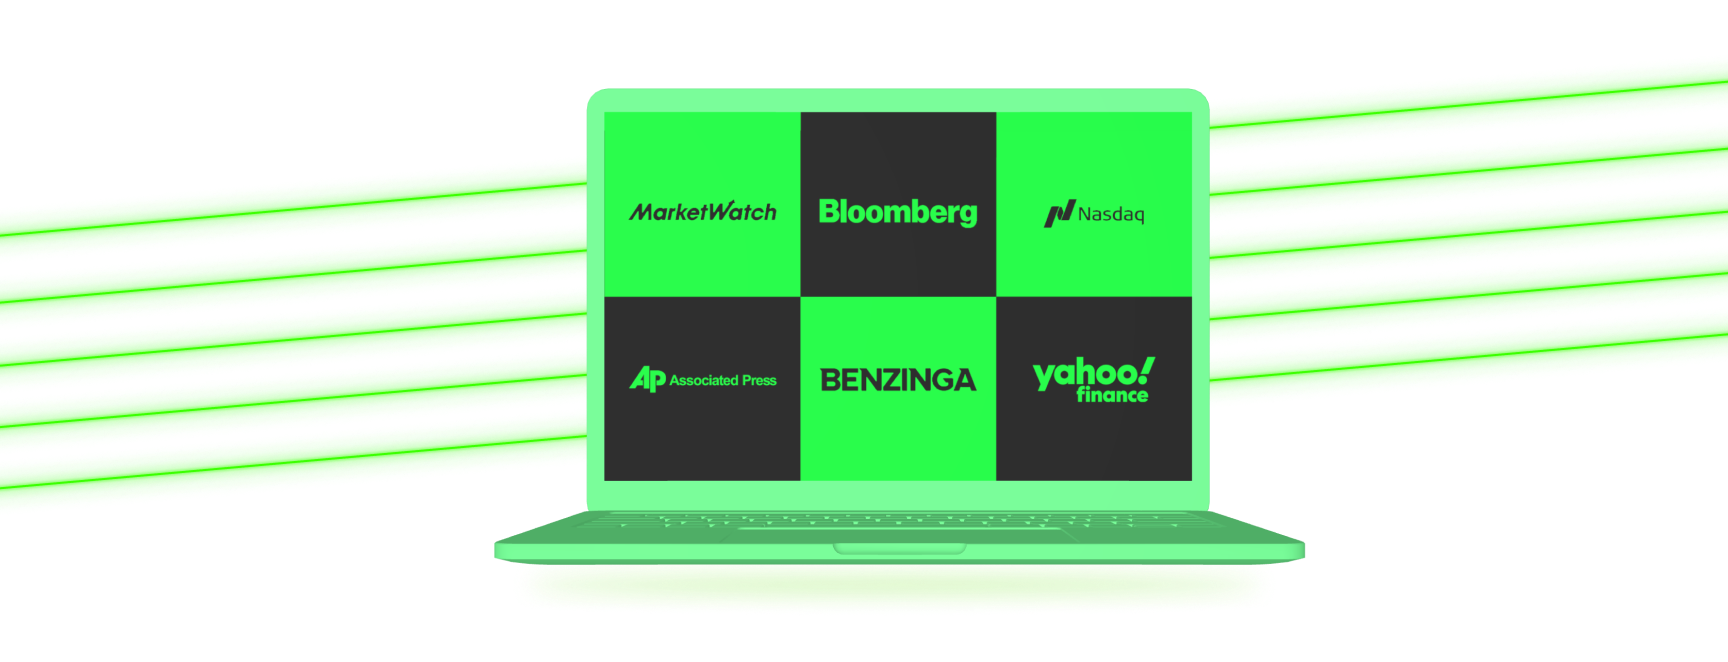 MarketWatch
Bloomberg
Nasdaq
AP Associated Press
BENZINGA
yahoo!
finance